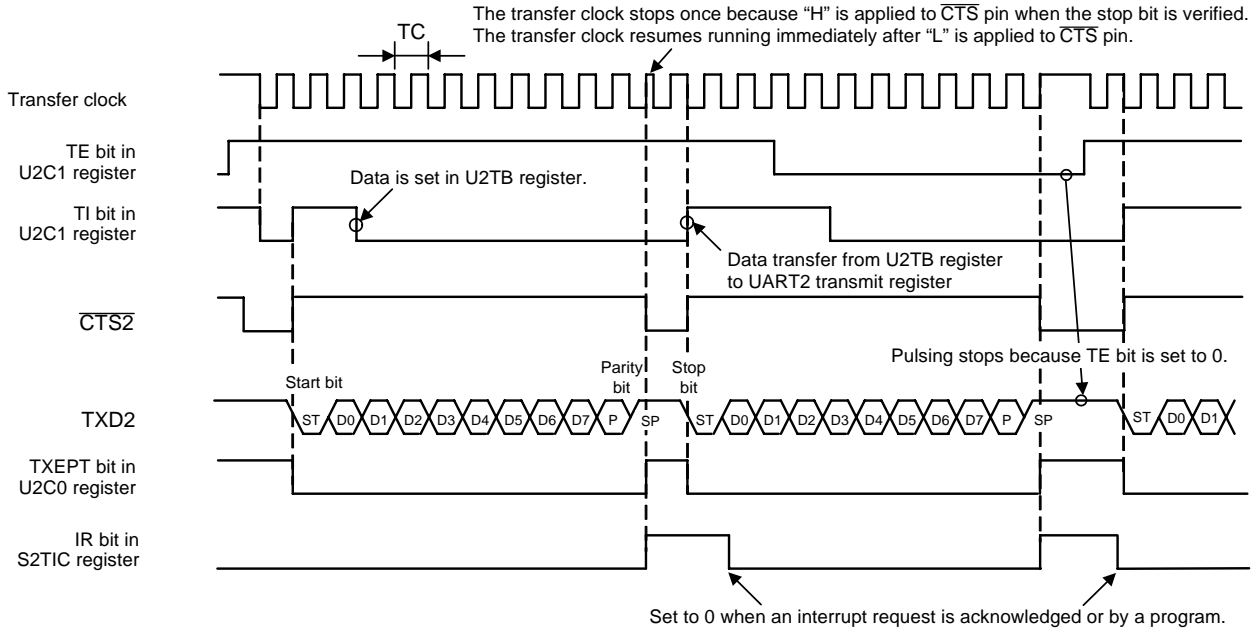 The transfer clock stops once because “H” is applied to CTS pin when the stop bit is verified.
The transfer clock resumes running immediately after “L” is applied to CTS pin.
TC
Transfer clock
TE bit in
U2C1 register
Data is set in U2TB register.
TI bit in
U2C1 register
Data transfer from U2TB register
to UART2 transmit register
CTS2
Pulsing stops because TE bit is set to 0.
Start bit
Parity
bit
Stop
bit
TXD2
ST D0 D1 D2 D3 D4 D5 D6 D7 P SP ST D0 D1 D2 D3 D4 D5 D6 D7 P SP ST D0 D1
TXEPT bit in
U2C0 register
IR bit in
S2TIC register
Set to 0 when an interrupt request is acknowledged or by a program.